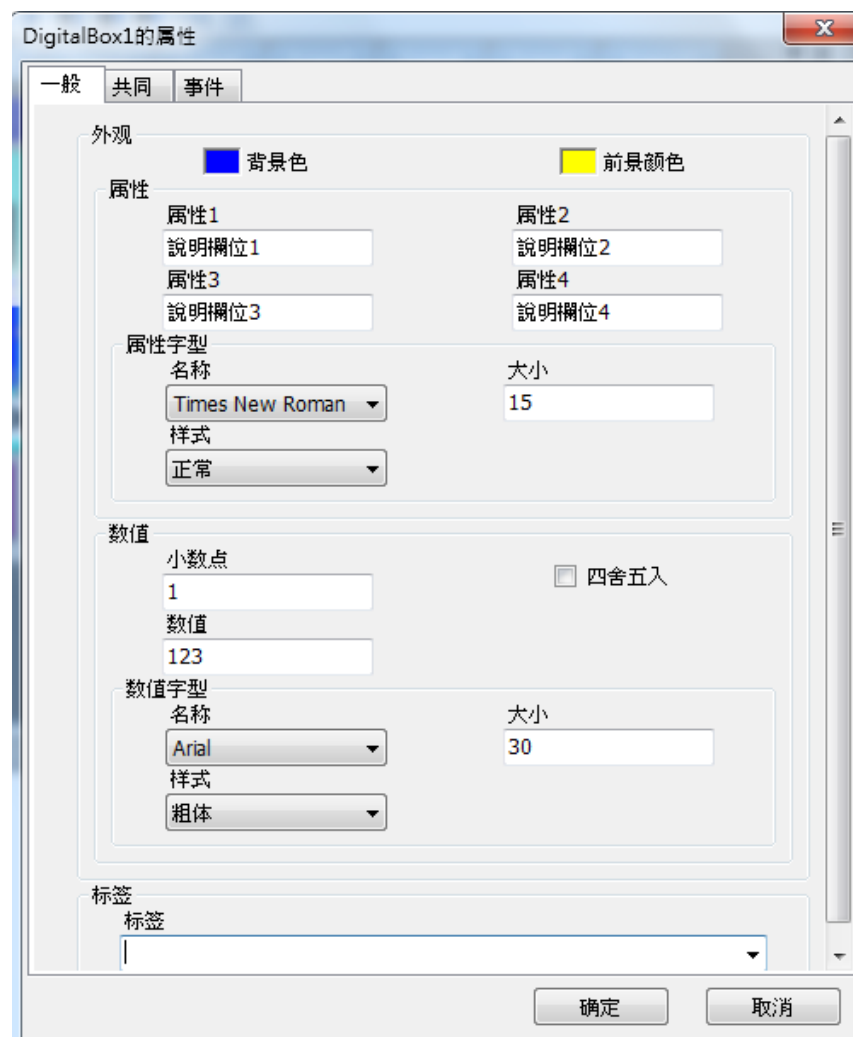 DigitalBox1的属性
一般 共同 事件
外观
背景色 前景颜色
属性
属性1 属性2
說明欄位1 說明欄位2
属性3 属性4
說明欄位3 說明欄位4
属性字型
名称 大小
Times New Roman 15
样式
正常
数值
小数点
四舍五入
1
数值
123
数值字型
名称 大小
Arial 30
样式
粗体
标签
标签
确定 取消